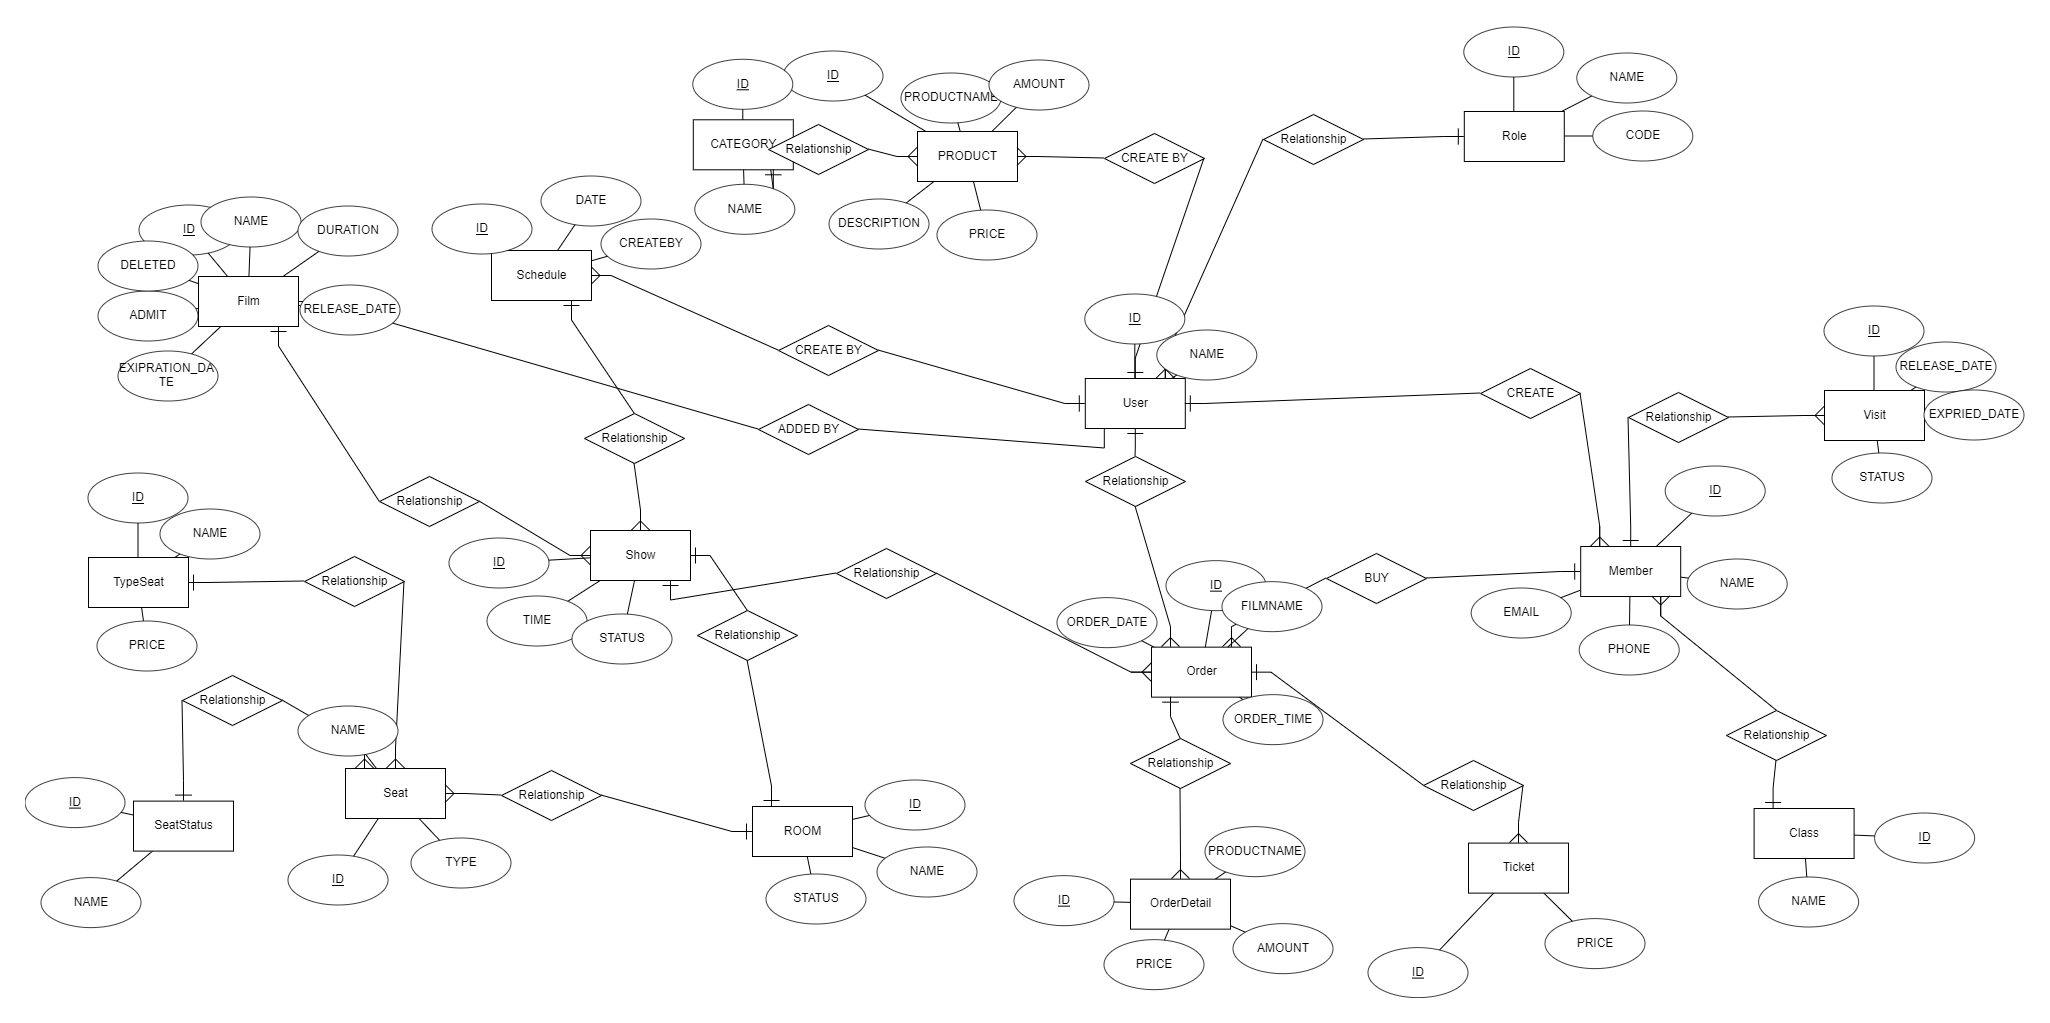 ID
NAME
CODE
Role
Relationship
ID
ID
PRODUCTNAME
AMOUNT
CATEGORY
Relationship
PRODUCT
CREATE BY
NAME
DESCRIPTION
PRICE
ID
NAME
DURATION
DELETED
Film
ADMIT
RELEASE_DATE
EXIPRATION_DA
TE
ID
DATE
CREATEBY
Schedule
CREATE BY
ADDED BY
Relationship
ID
NAME
User
CREATE
Relationship
ID
RELEASE_DATE
Visit
EXPRIED_DATE
STATUS
Relationship
ID
NAME
TypeSeat
PRICE
Relationship
Relationship
ID
Show
TIME
STATUS
Relationship
Relationship
ORDER_DATE
ID
FILMNAME
BUY
Order
ORDER_TIME
ID
Member
NAME
EMAIL
PHONE
Relationship
NAME
ID
SeatStatus
NAME
Seat
ID
TYPE
Relationship
ROOM
ID
NAME
STATUS
Relationship
Relationship
Relationship
ID
PRODUCTNAME
OrderDetail
PRICE
AMOUNT
Ticket
ID
PRICE
Class
ID
NAME